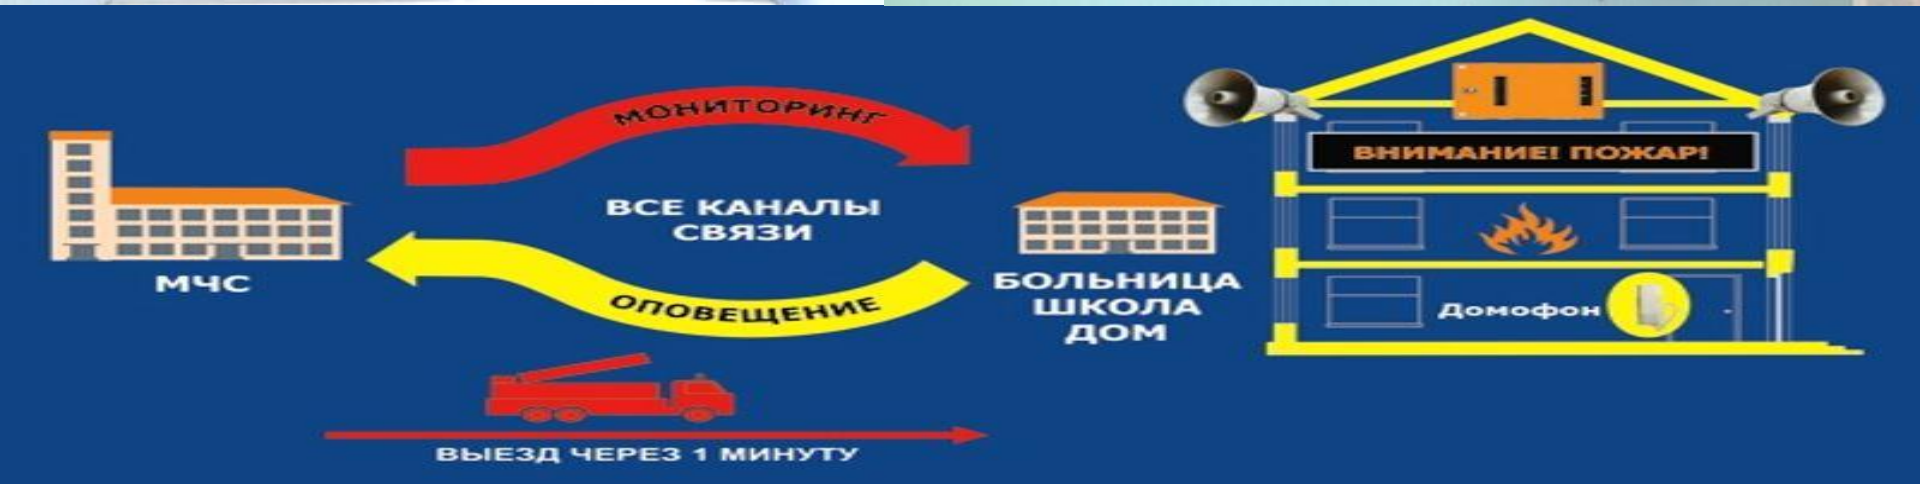 МОНИТОРИНГ
ВСЕ КАНАЛЫ
СВЯЗИ
МЧС
ОПОВЕЩЕНИЕ
БОЛЬНИЦА
ШКОЛА
ДОМ
ВЫЕЗД ЧЕРЕЗ 1 МИНУТУ
ВНИМАНИЕ! ПОЖАР!
Домофон